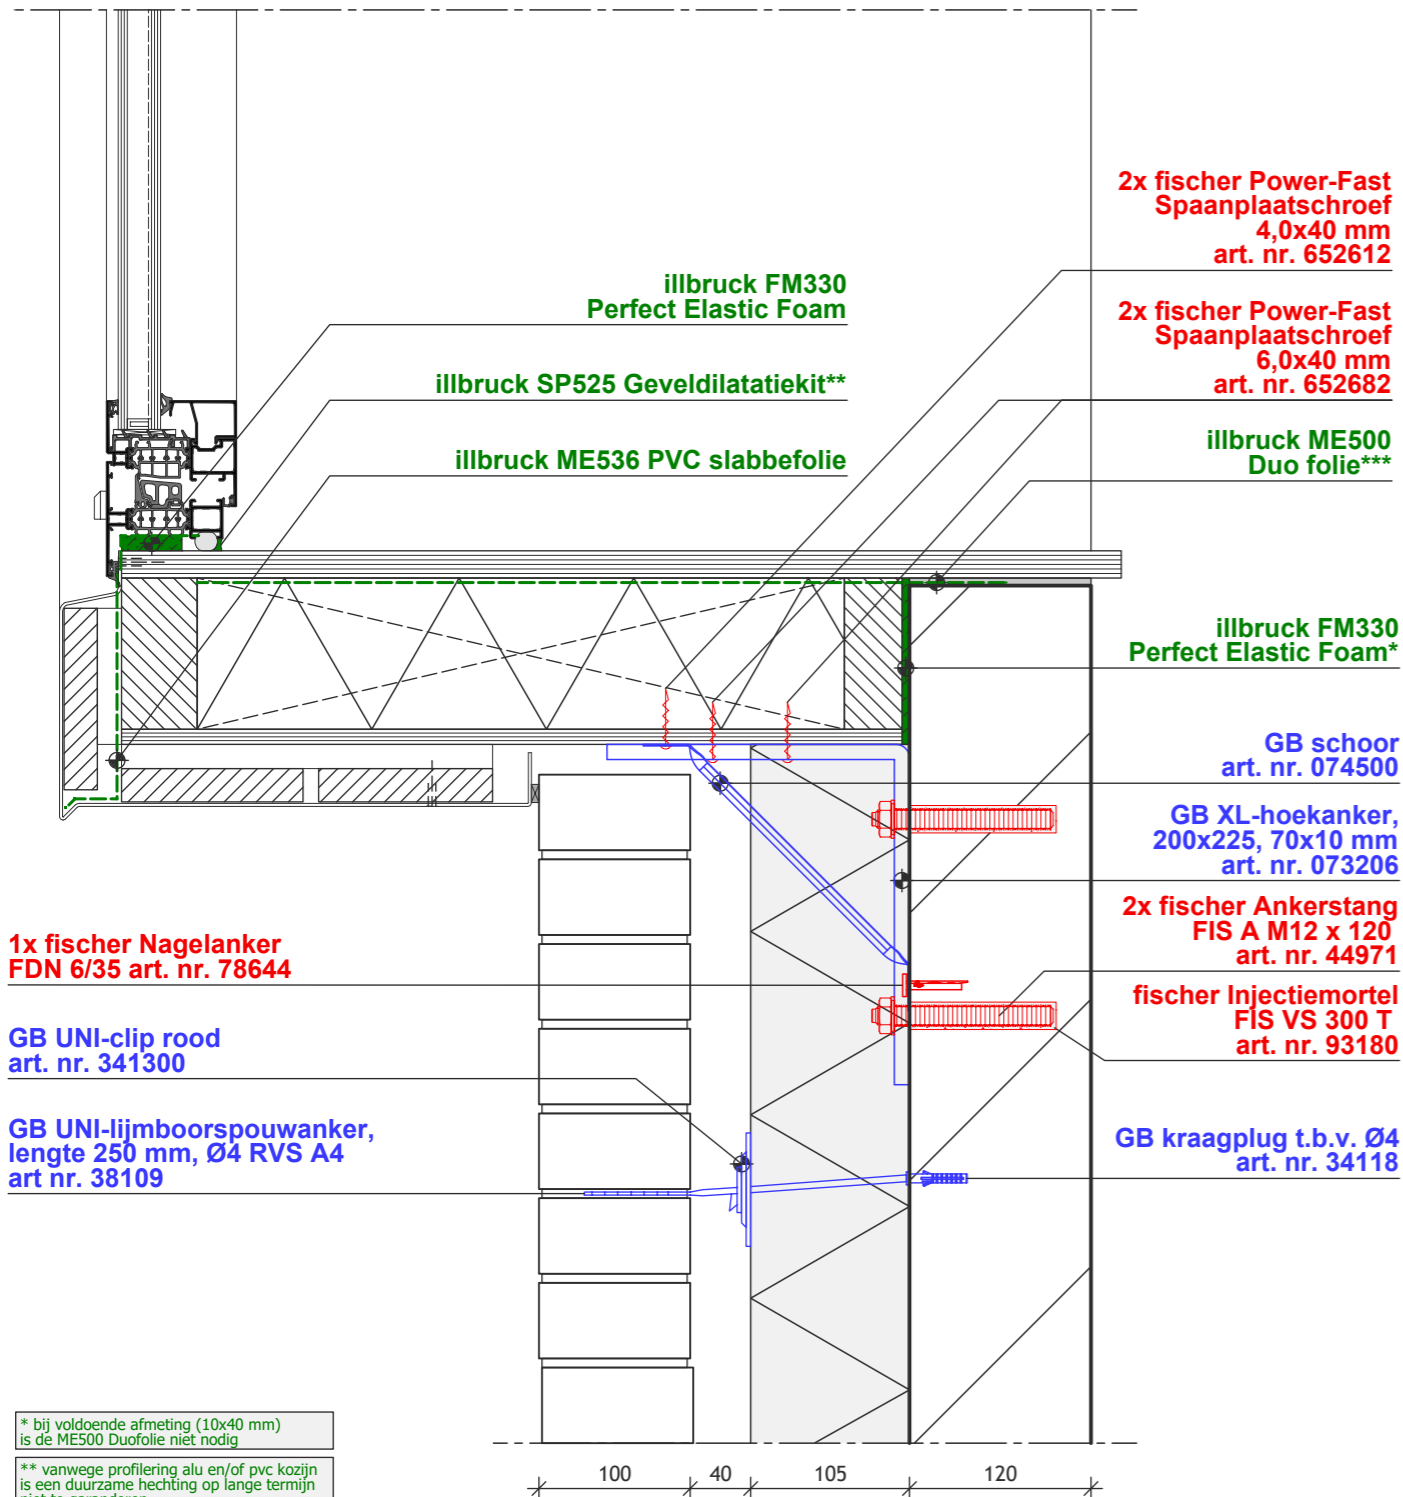 2x fischer Power-Fast
Spaanplaatschroef
4,0x40 mm
art. nr. 652612
illbruck FM330
Perfect Elastic Foam
2x fischer Power-Fast
Spaanplaatschroef
6,0x40 mm
art. nr. 652682
illbruck SP525 Geveldilatatiekit**
illbruck ME500
Duo folie***
illbruck ME536 PVC slabbefolie
illbruck FM330
Perfect Elastic Foam*
GB schoor
art. nr. 074500
GB XL-hoekanker,
200x225, 70x10 mm
art. nr. 073206
2x fischer Ankerstang
FIS A M12 x 120
art. nr. 44971
1x fischer Nagelanker
FDN 6/35 art. nr. 78644
fischer Injectiemortel
FIS VS 300 T
art. nr. 93180
GB UNI-clip rood
art. nr. 341300
GB UNI-lijmboorspouwanker,
lengte 250 mm, Ø4 RVS A4
art nr. 38109
GB kraagplug t.b.v. Ø4
art. nr. 34118
* bij voldoende afmeting (10x40 mm)
is de ME500 Duofolie niet nodig
** vanwege profilering alu en/of pvc kozijn
is een duurzame hechting op lange termijn
100 40 105 120